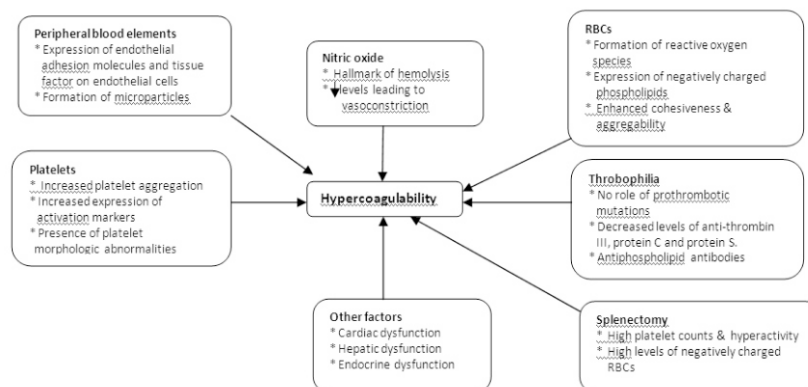 Peripheral blood elements
* Expression of endothelial
adhesion molecules and tissue
factor on endothelial cells
* Formation of microparticles
Nitric oxide
* Hallmark of hemolysis
* levels leading to
vasoconstriction
RBCs
* Formation of reactive oxygen
species
* Expression of negatively charged
phospholipids
* Enhanced cohesiveness &
aggregability
Platelets
* Increased platelet aggregation
* Increased expression of
activation markers
* Presence of platelet
morphologic abnormalities
Hypercoagulability
Throbophilia
* No role of prothrombotic
mutations
* Decreased levels of anti-thrombin
III, protein C and protein S.
* Antiphospholipid antibodies
Other factors
* Cardiac dysfunction
* Hepatic dysfunction
* Endocrine dysfunction
Splenectomy
* High platelet counts & hyperactivity
* High levels of negatively charged
RBCs